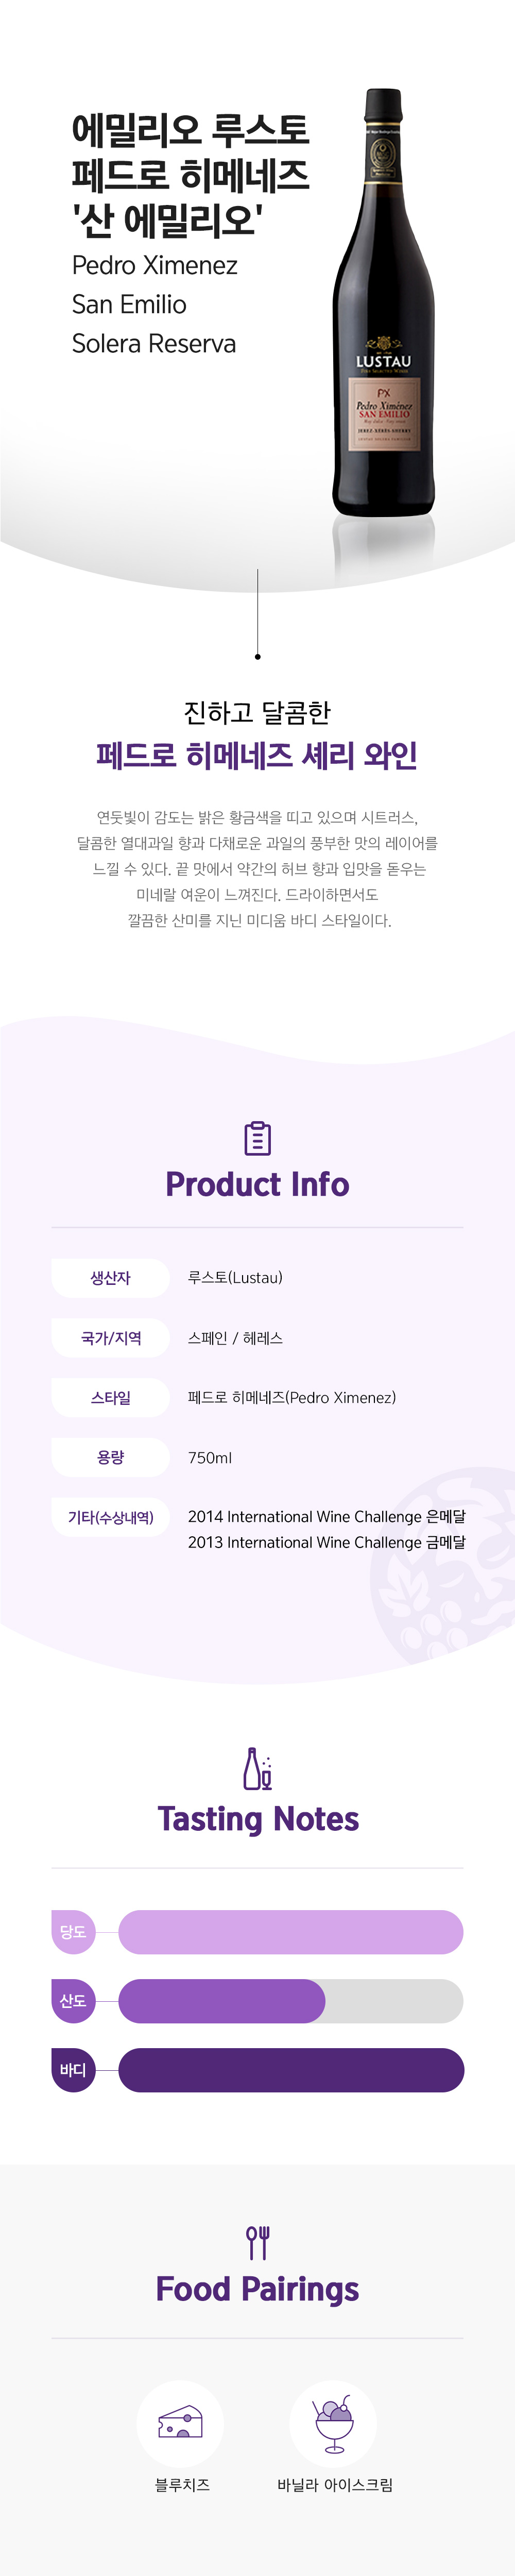 에밀리오 루스토
페드로 히메네즈
'산 에밀리오'
Pedro Ximenez
San Emilio
Solera Reserva
LUSTAU
PX
Pedro Ximénez
SAN EMILIO
JEREZ-XÉRÈS-SHERRY
진하고 달콤한
페드로 히메네즈 셰리 와인
연둣빛이 감도는 밝은 황금색을 띠고 있으며 시트러스,
달콤한 열대과일 향과 다채로운 과일의 풍부한 맛의 레이어를
느낄 수 있다. 끝 맛에서 약간의 허브 향과 입맛을 돋우는
미네랄 여운이 느껴진다. 드라이하면서도
깔끔한 산미를 지닌 미디움 바디 스타일이다.
Product Info
생산자 루스토(Lustau)
국가/지역 스페인 / 헤레스
스타일 페드로 히메네즈(Pedro Ximenez)
용량 750ml
기타(수상내역) 2014 International Wine Challenge 은메달
2013 International Wine Challenge 금메달
Tasting Notes
당도
산도
바디
Food Pairings
블루치즈 바닐라 아이스크림